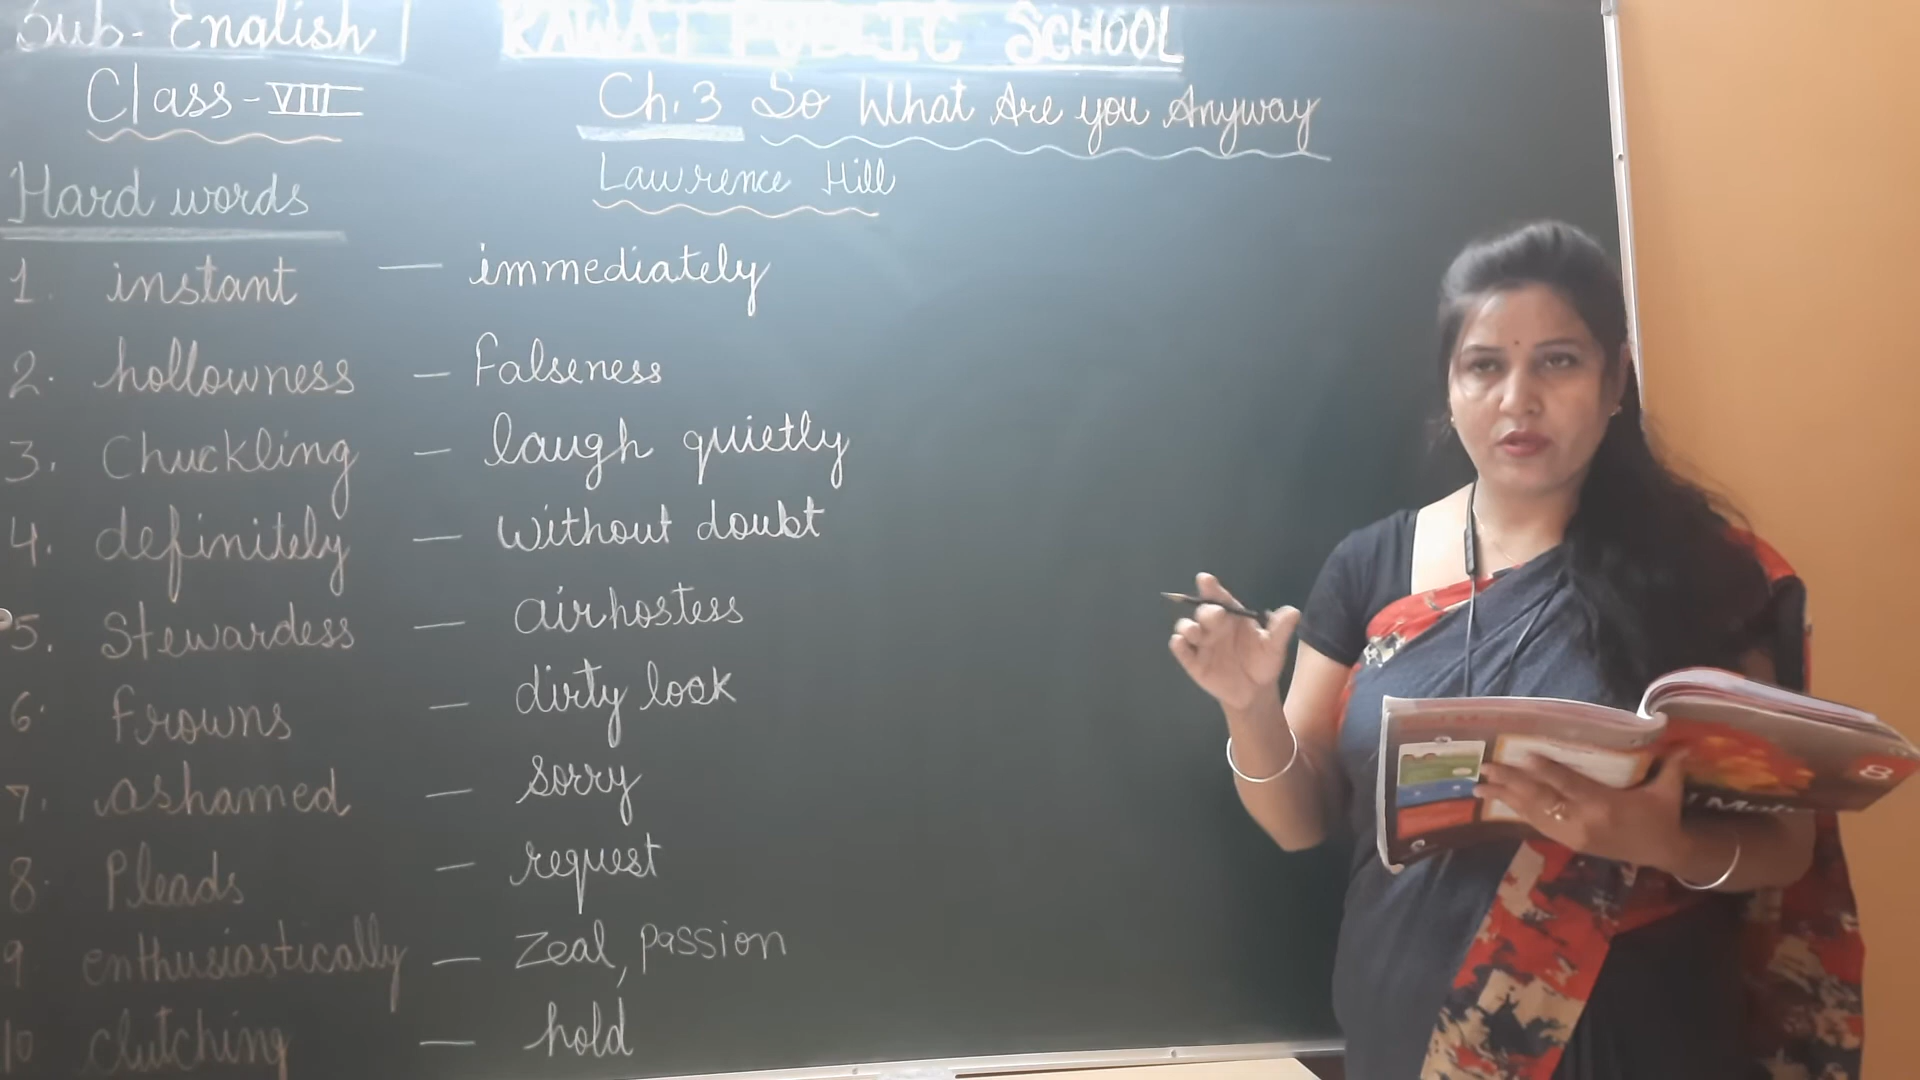 Sub- English
RAWAT PUBLIC SCHOOL
Class-VIII
Ch.3 So What Are you Anyway
Lawrence Hill
Hard words
1. instant — immediately
2. hollowness — Falseness
3. Chuckling — laugh quietly
4. definitely — without doubt
5. Stewardess — airhostess
6. Frowns — dirty look
7. ashamed — sorry
8. Pleads — request
9 enthusiastically — Zeal, passion
10 clutching — hold
8